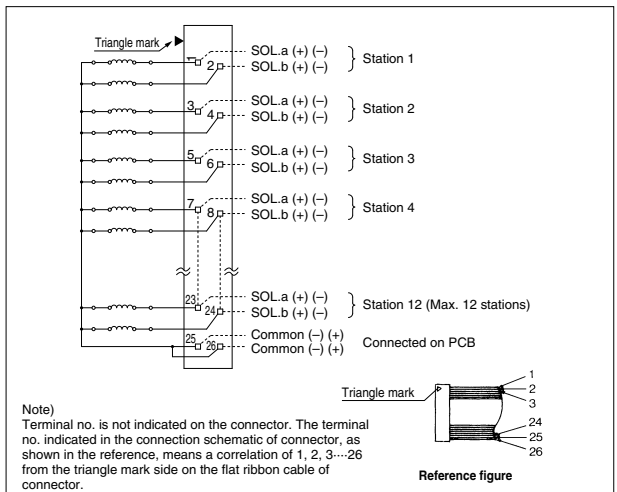 Triangle mark
1 SOL.a (+) (–)
2 SOL.b (+) (–)
Station 1
3 SOL.a (+) (–)
4 SOL.b (+) (–)
Station 2
5 SOL.a (+) (–)
6 SOL.b (+) (–)
Station 3
7 SOL.a (+) (–)
8 SOL.b (+) (–)
Station 4
23 SOL.a (+) (–)
24 SOL.b (+) (–)
Station 12 (Max. 12 stations)
25 Common (–) (+)
26 Common (–) (+)
Connected on PCB
Triangle mark
1
2
3
24
25
26
Reference figure
Note)
Terminal no. is not indicated on the connector. The terminal
no. indicated in the connection schematic of connector, as
shown in the reference, means a correlation of 1, 2, 3····26
from the triangle mark side on the flat ribbon cable of
connector.